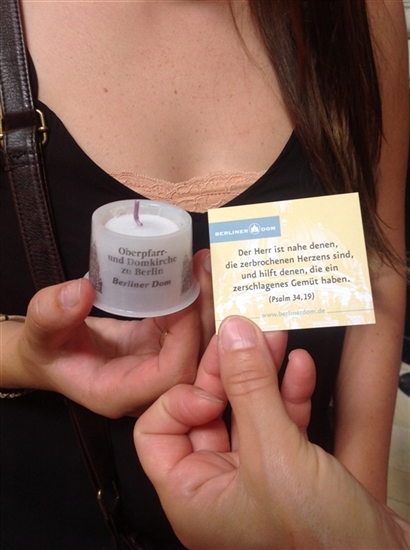 Oberpfarr-
und Domkirche
zu Berlin
Berliner Dom
BERLINER DOM
Der Herr ist nahe denen,
die zerbrochenen Herzens sind,
und hilft denen, die ein
zerschlagenes Gemüt haben.
(Psalm 34,19)
www.berlinerdom.de